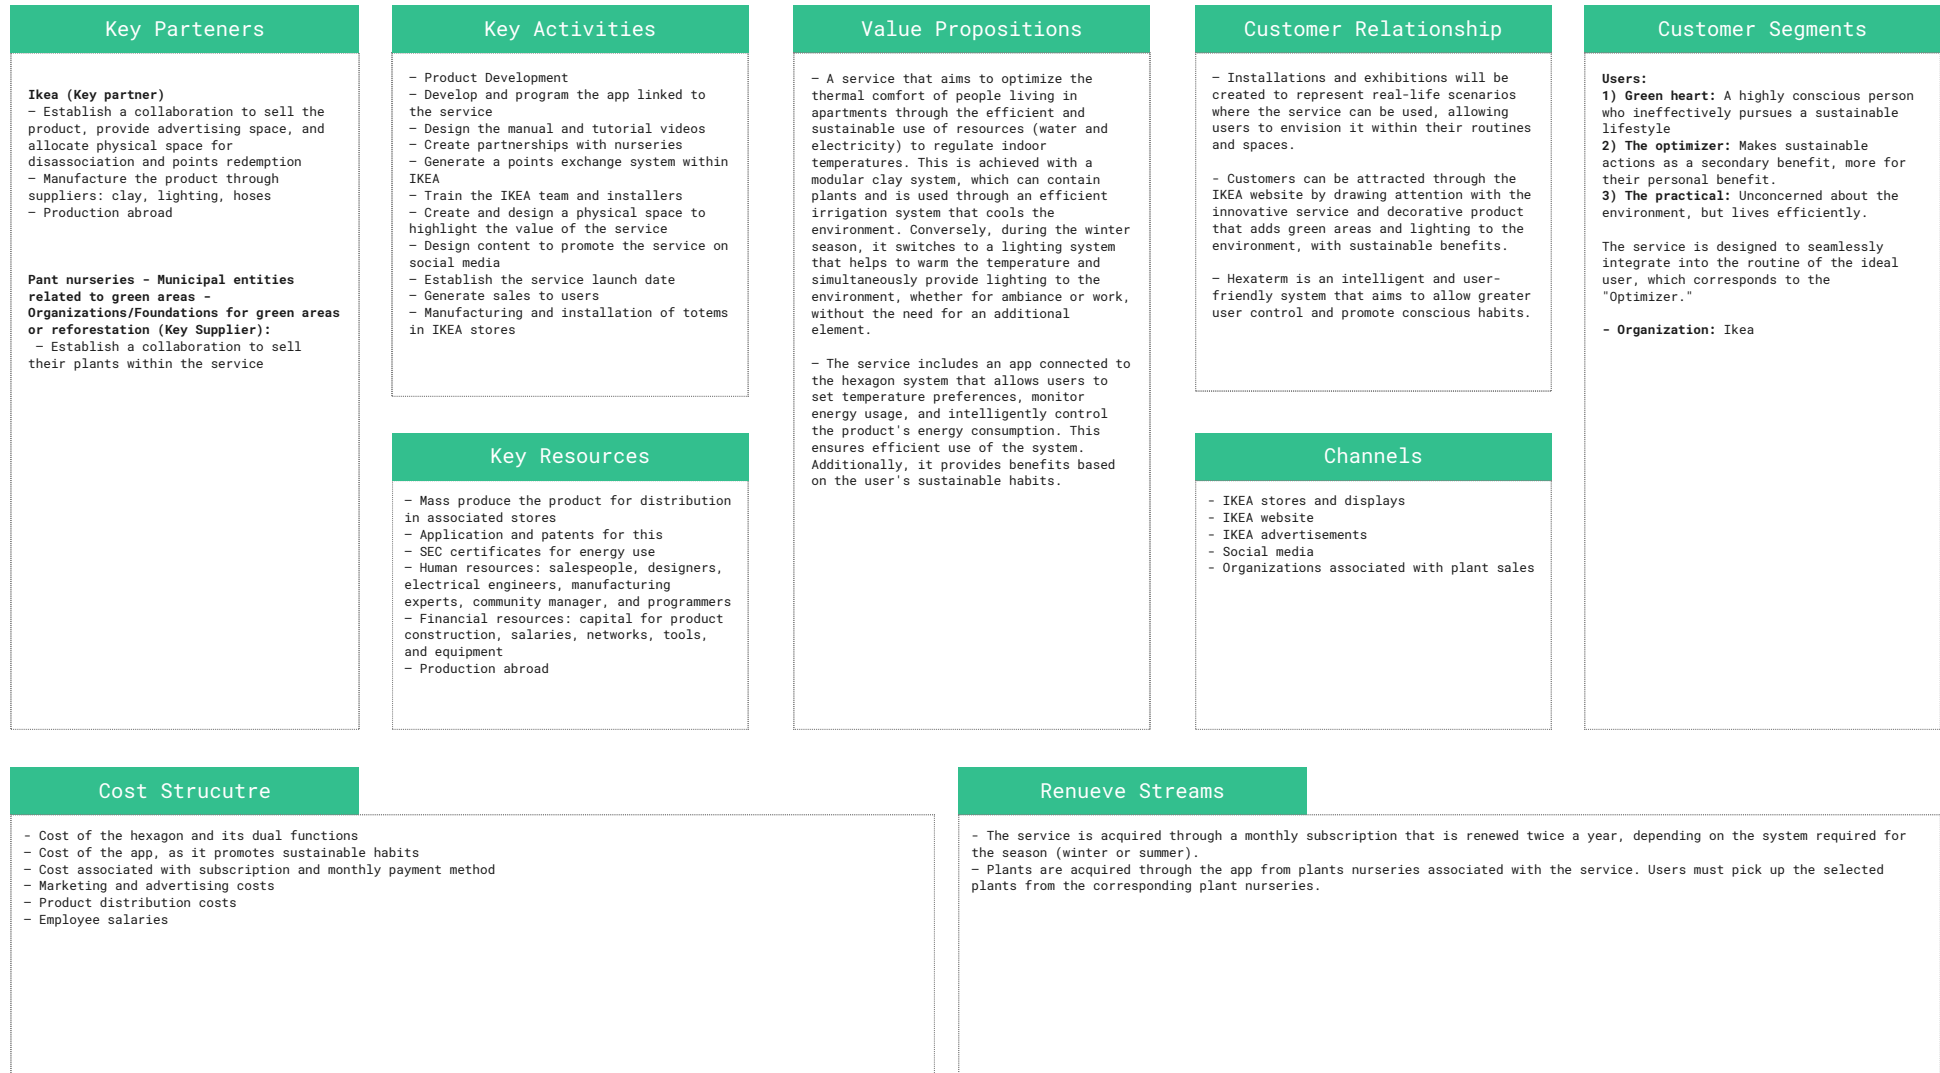 Key Parteners
Ikea (Key partner)
– Establish a collaboration to sell the
product, provide advertising space, and
allocate physical space for
disassociation and points redemption
– Manufacture the product through
suppliers: clay, lighting, hoses
– Production abroad
Pant nurseries - Municipal entities
related to green areas -
Organizations/Foundations for green areas
or reforestation (Key Supplier):
– Establish a collaboration to sell
their plants within the service
Key Activities
– Product Development
– Develop and program the app linked to
the service
– Design the manual and tutorial videos
– Create partnerships with nurseries
– Generate a points exchange system within
IKEA
– Train the IKEA team and installers
– Create and design a physical space to
highlight the value of the service
– Design content to promote the service on
social media
– Establish the service launch date
– Generate sales to users
– Manufacturing and installation of totems
in IKEA stores
Key Resources
– Mass produce the product for distribution
in associated stores
– Application and patents for this
– SEC certificates for energy use
– Human resources: salespeople, designers,
electrical engineers, manufacturing
experts, community manager, and programmers
– Financial resources: capital for product
construction, salaries, networks, tools,
and equipment
– Production abroad
Value Propositions
– A service that aims to optimize the
thermal comfort of people living in
apartments through the efficient and
sustainable use of resources (water and
electricity) to regulate indoor
temperatures. This is achieved with a
modular clay system, which can contain
plants and is used through an efficient
irrigation system that cools the
environment. Conversely, during the winter
season, it switches to a lighting system
that helps to warm the temperature and
simultaneously provide lighting to the
environment, whether for ambiance or work,
without the need for an additional
element.
– The service includes an app connected to
the hexagon system that allows users to
set temperature preferences, monitor
energy usage, and intelligently control
the product's energy consumption. This
ensures efficient use of the system.
Additionally, it provides benefits based
on the user's sustainable habits.
Customer Relationship
– Installations and exhibitions will be
created to represent real-life scenarios
where the service can be used, allowing
users to envision it within their routines
and spaces.
- Customers can be attracted through the
IKEA website by drawing attention with the
innovative service and decorative product
that adds green areas and lighting to the
environment, with sustainable benefits.
– Hexaterm is an intelligent and user-
friendly system that aims to allow greater
user control and promote conscious habits.
Channels
- IKEA stores and displays
- IKEA website
- IKEA advertisements
- Social media
- Organizations associated with plant sales
Customer Segments
Users:
1) Green heart: A highly conscious person
who ineffectively pursues a sustainable
lifestyle
2) The optimizer: Makes sustainable
actions as a secondary benefit, more for
their personal benefit.
3) The practical: Unconcerned about the
environment, but lives efficiently.
The service is designed to seamlessly
integrate into the routine of the ideal
user, which corresponds to the
"Optimizer."
- Organization: Ikea
Cost Strucutre
- Cost of the hexagon and its dual functions
– Cost of the app, as it promotes sustainable habits
– Cost associated with subscription and monthly payment method
– Marketing and advertising costs
– Product distribution costs
– Employee salaries
Renueve Streams
- The service is acquired through a monthly subscription that is renewed twice a year, depending on the system required for
the season (winter or summer).
– Plants are acquired through the app from plants nurseries associated with the service. Users must pick up the selected
plants from the corresponding plant nurseries.